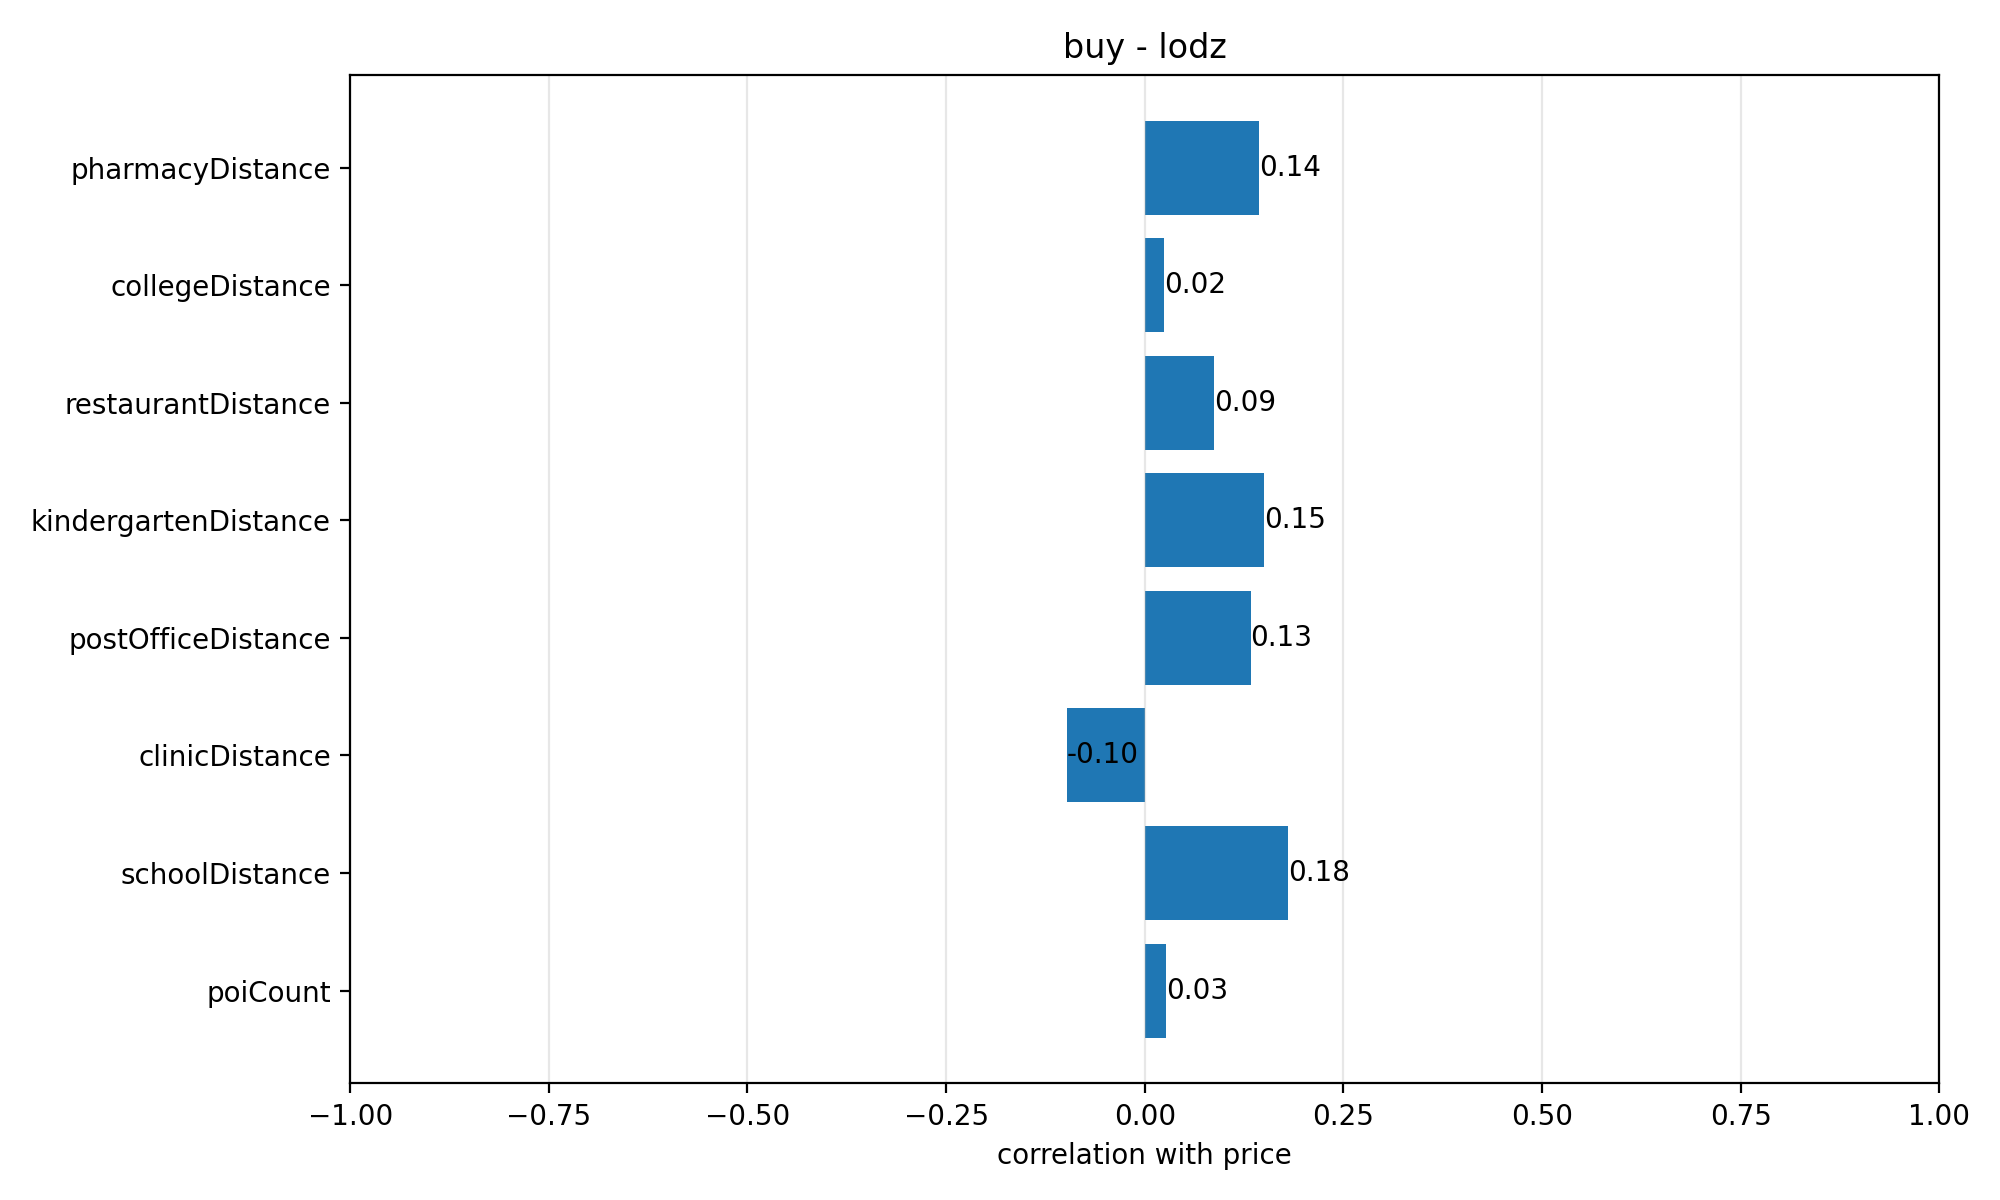 buy - lodz
pharmacyDistance
0.14
collegeDistance
0.02
restaurantDistance
0.09
kindergartenDistance
0.15
postOfficeDistance
0.13
clinicDistance
-0.10
schoolDistance
0.18
poiCount
0.03
−1.00 −0.75 −0.50 −0.25 0.00 0.25 0.50 0.75 1.00
correlation with price